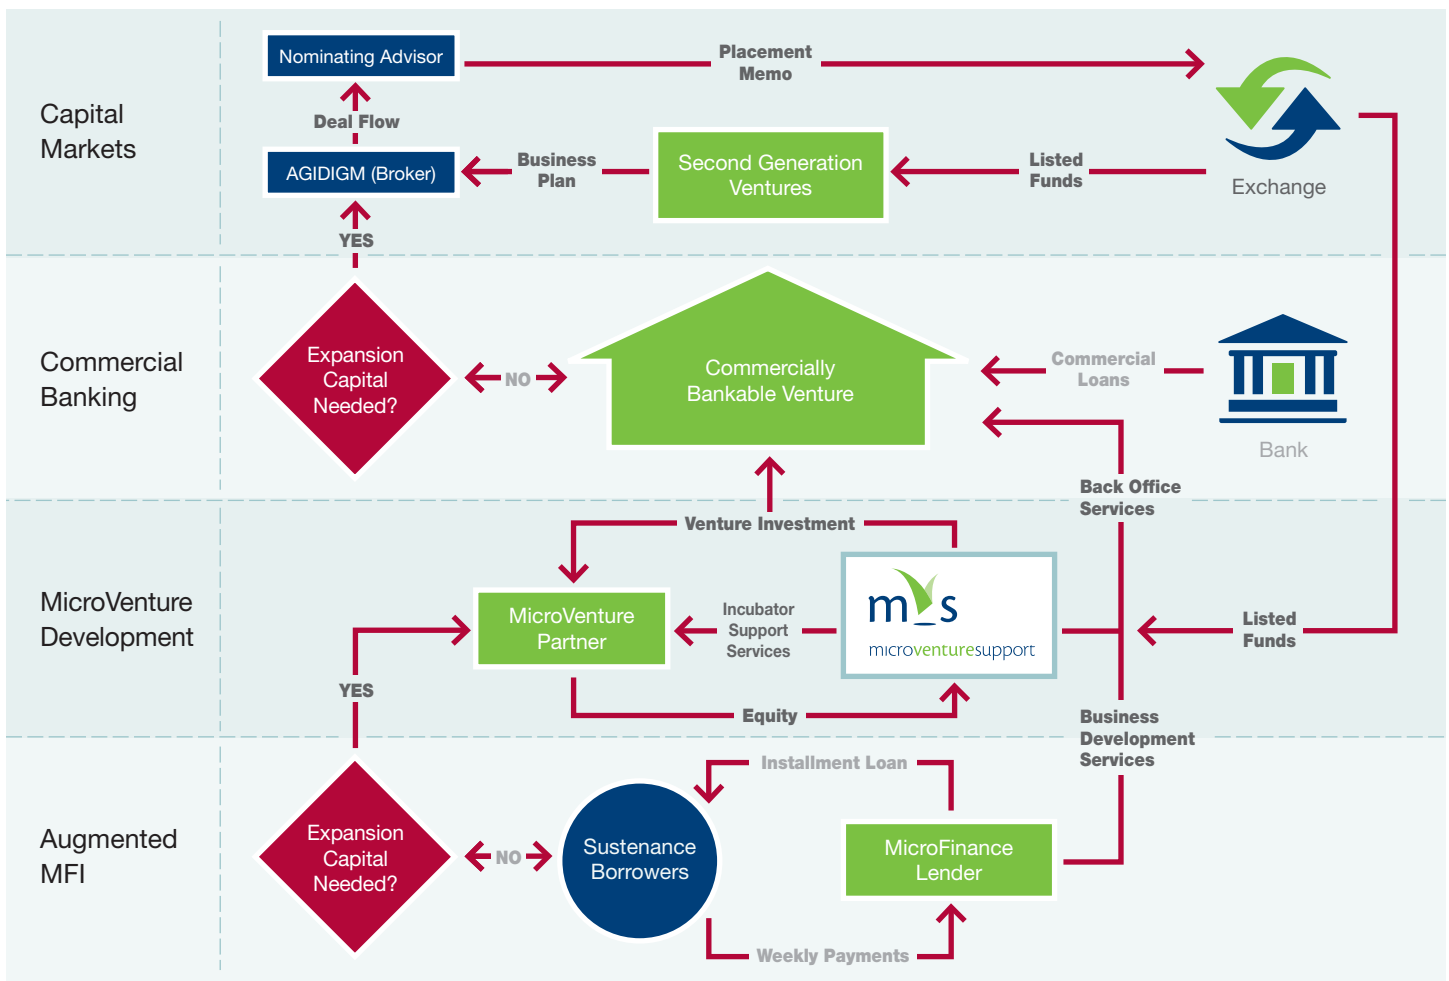 Capital
Markets
Nominating Advisor
Placement
Memo
Deal Flow
AGIDIGM (Broker)
Business
Plan
Second Generation
Ventures
Listed
Funds
Exchange
YES
Commercial
Banking
Expansion
Capital
Needed?
NO
Commercially
Bankable Venture
Commercial
Loans
Bank
Back Office
Services
MicroVenture
Development
Venture Investment
MicroVenture
Partner
Incubator
Support
Services
mvs
microventuresupport
Listed
Funds
YES
Equity
Business
Development
Services
Augmented
MFI
Expansion
Capital
Needed?
NO
Installment Loan
Sustenance
Borrowers
MicroFinance
Lender
Weekly Payments